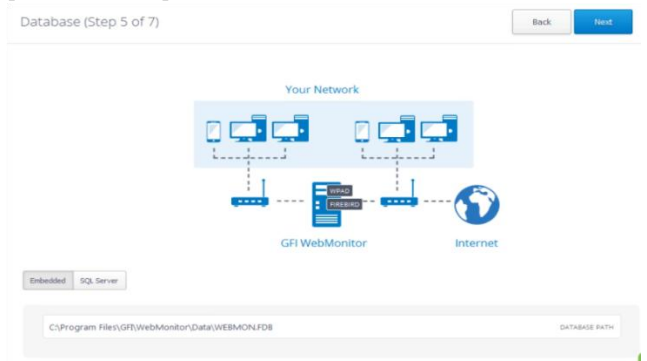 Database (Step 5 of 7)
Back
Next
Your Network
WPAD
FIREBIRD
GFI WebMonitor
Internet
Embedded
SQL Server
C:\Program Files\GFI\WebMonitor\Data\WEBMON.FDB
DATABASE PATH